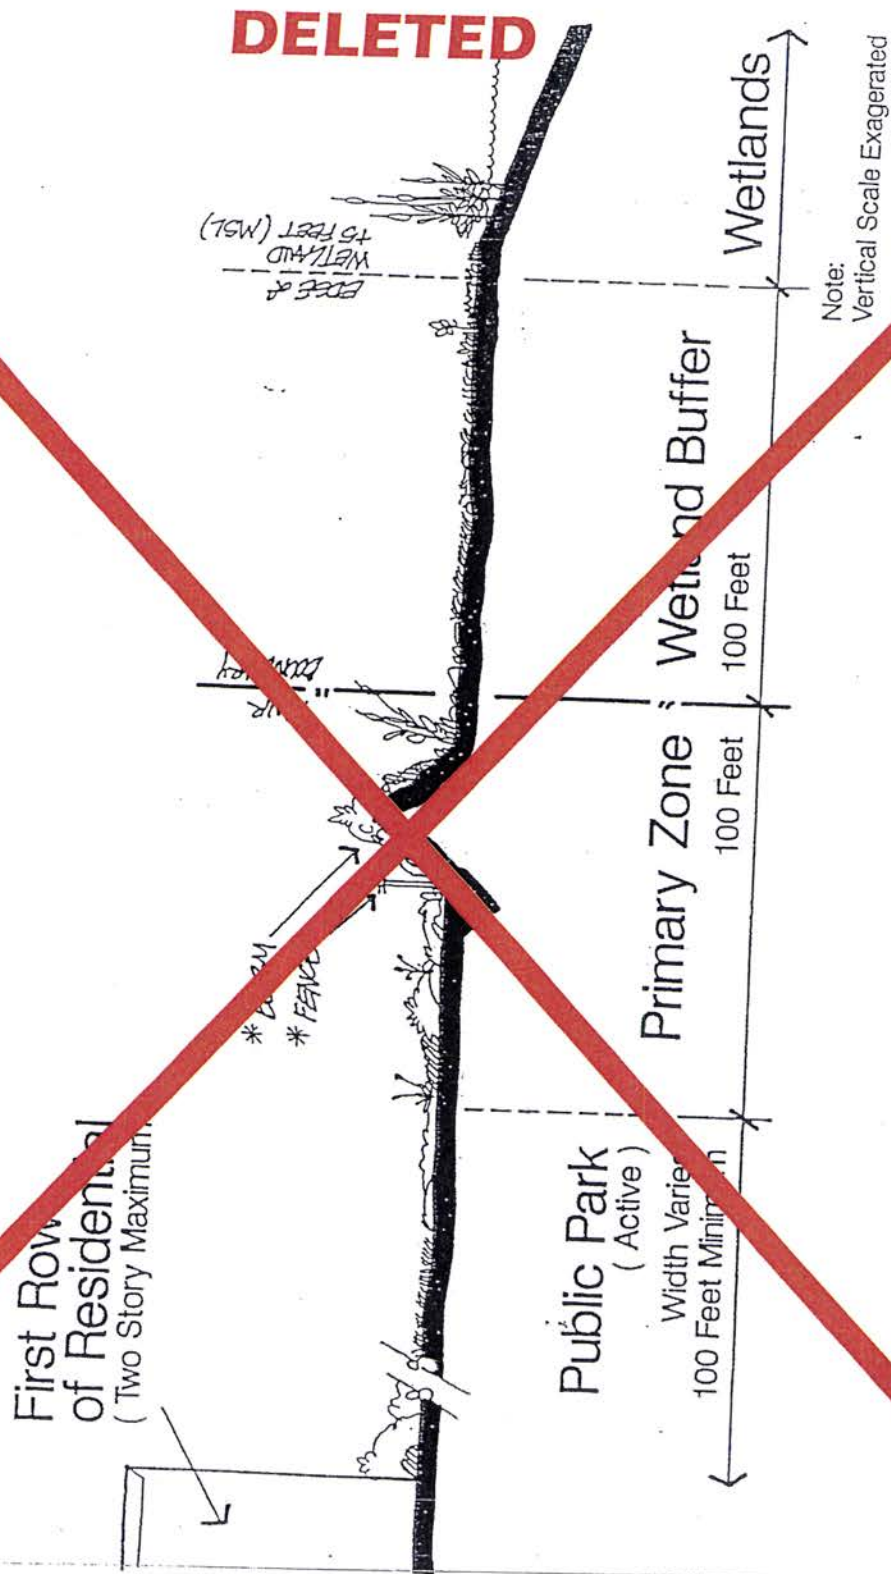 DELETED
First Row
of Residential
( Two Story Maximum
* FENCE
EDGE of
WETLAND
+5 FEET (MSL)
Public Park
( Active )
Width Varies
100 Feet Minimum
Primary Zone
100 Feet
Wetland Buffer
100 Feet
Wetlands
Note:
Vertical Scale Exagerated